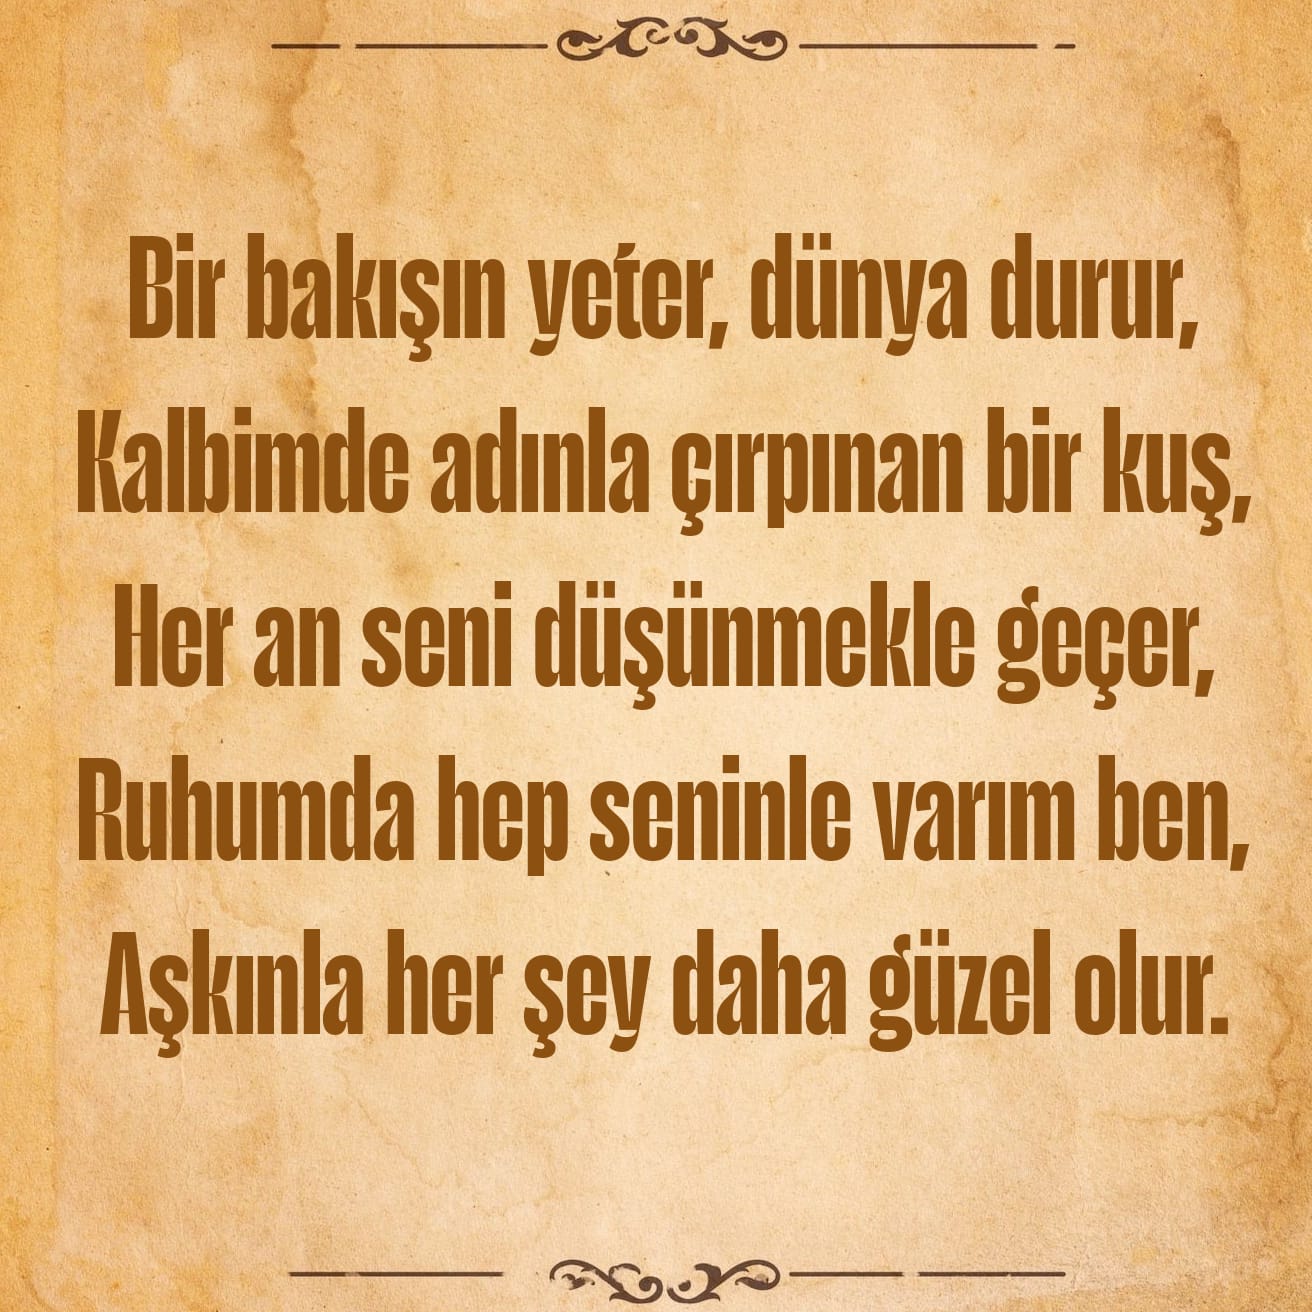 Bir bakışın yeter, dünya durur,
Kalbimde adınla çırpınan bir kuş,
Her an seni düşünmekle geçer,
Ruhumda hep seninle varım ben,
Aşkınla her şey daha güzel olur.